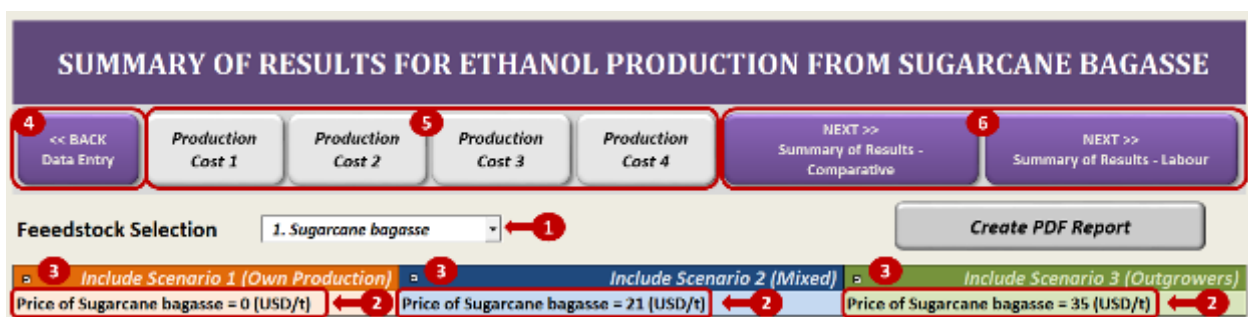 SUMMARY OF RESULTS FOR ETHANOL PRODUCTION FROM SUGARCANE BAGASSE
4
<< BACK
Data Entry
Production
Cost 1
Production
Cost 2
5
Production
Cost 3
Production
Cost 4
NEXT >>
Summary of Results -
Comparative
6
NEXT >>
Summary of Results - Labour
Feeedstock Selection
1. Sugarcane bagasse
1
Create PDF Report
3 Include Scenario 1 (Own Production)
3 Include Scenario 2 (Mixed)
3 Include Scenario 3 (Outgrowers)
Price of Sugarcane bagasse = 0 (USD/t) 2
Price of Sugarcane bagasse = 21 (USD/t) 2
Price of Sugarcane bagasse = 35 (USD/t) 2